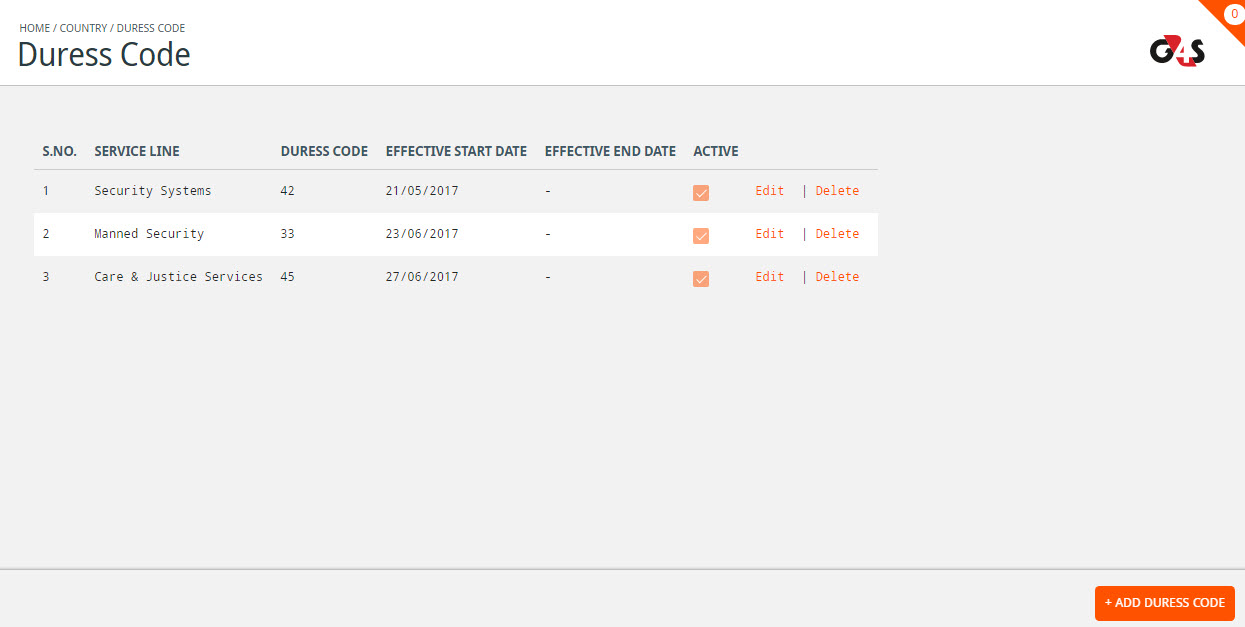 0
HOME / COUNTRY / DURESS CODE
Duress Code
G4S
S.NO. SERVICE LINE DURESS CODE EFFECTIVE START DATE EFFECTIVE END DATE ACTIVE
1 Security Systems 42 21/05/2017 - Edit | Delete
2 Manned Security 33 23/06/2017 - Edit | Delete
3 Care & Justice Services 45 27/06/2017 - Edit | Delete
+ ADD DURESS CODE